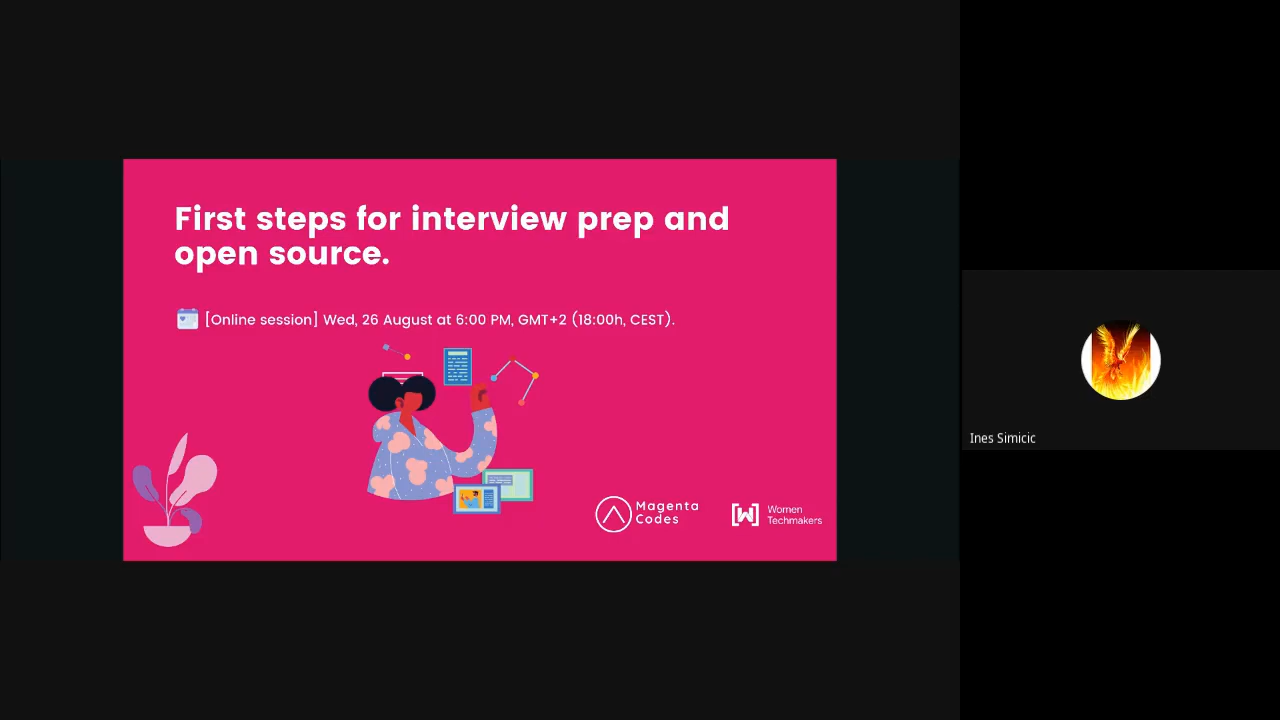 First steps for interview prep and
open source.
[Online session] Wed, 26 August at 6:00 PM, GMT+2 (18:00h, CEST).
Magenta
Codes
Women
Techmakers
Ines Simicic